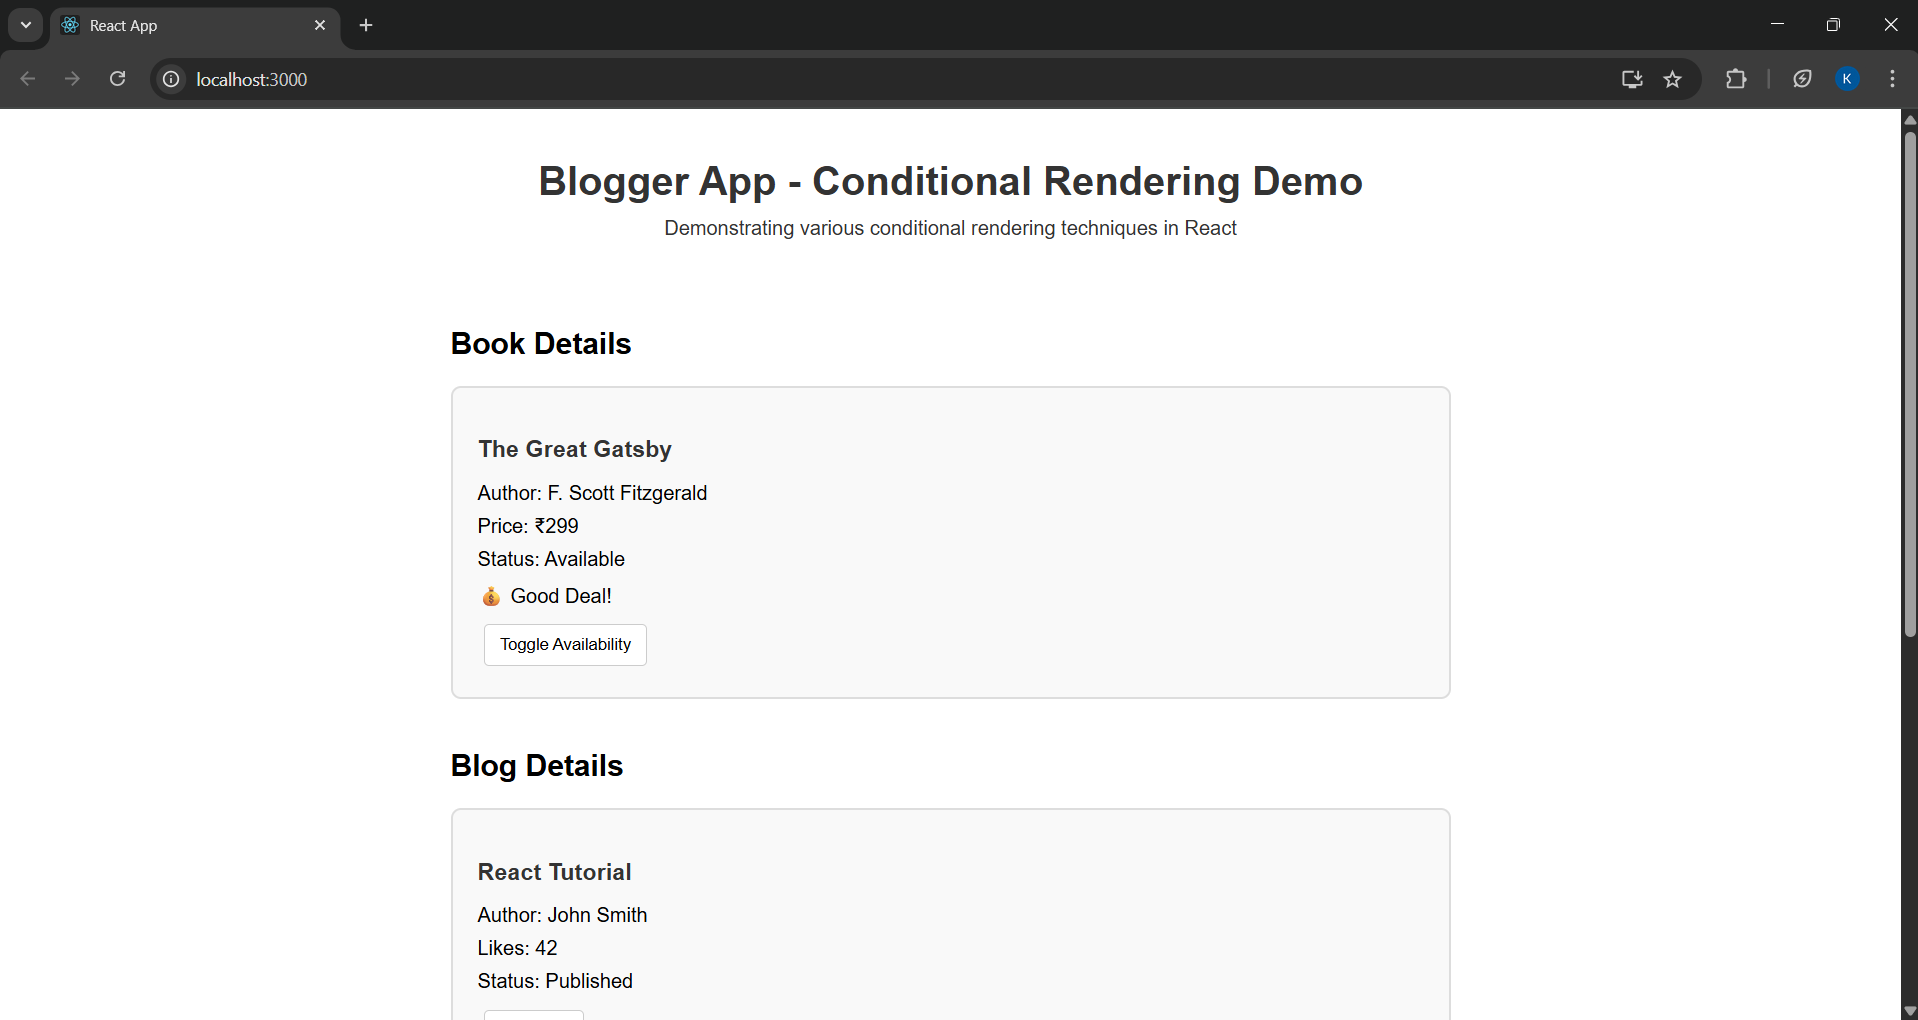 React App
localhost:3000
K
Blogger App - Conditional Rendering Demo
Demonstrating various conditional rendering techniques in React
Book Details
The Great Gatsby
Author: F. Scott Fitzgerald
Price: ₹299
Status: Available
💰 Good Deal!
Toggle Availability
Blog Details
React Tutorial
Author: John Smith
Likes: 42
Status: Published